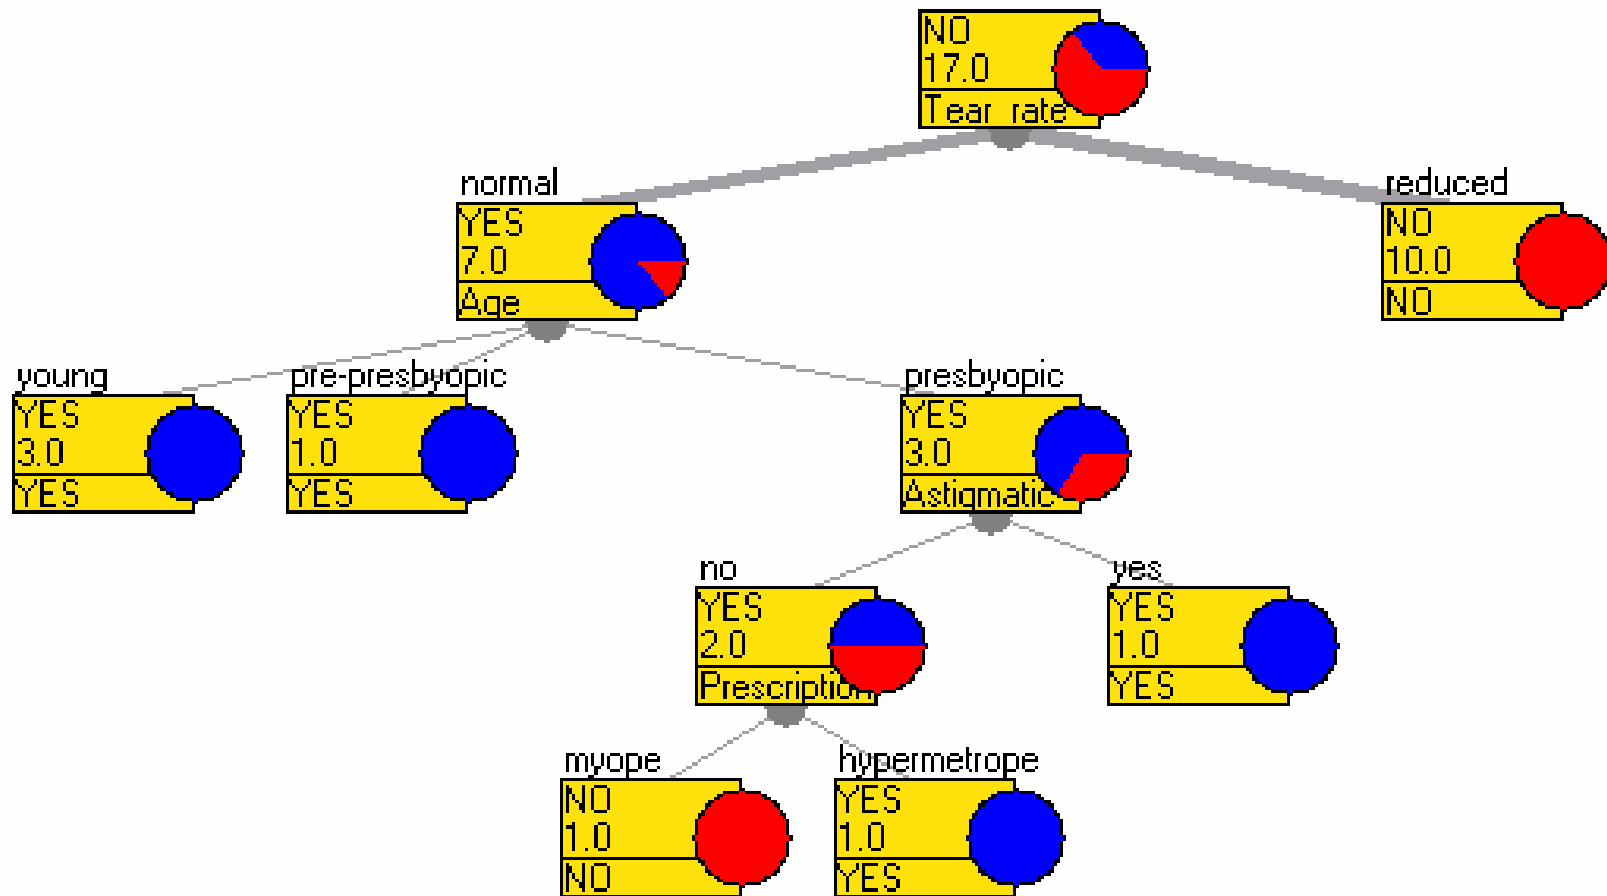 NO
17.0
Tear rate
normal
YES
7.0
Age
reduced
NO
10.0
NO
young
YES
3.0
YES
pre-presbyopic
YES
1.0
YES
presbyopic
YES
3.0
Astigmatic
no
YES
2.0
Prescription
yes
YES
1.0
YES
myope
NO
1.0
NO
hypermetrope
YES
1.0
YES